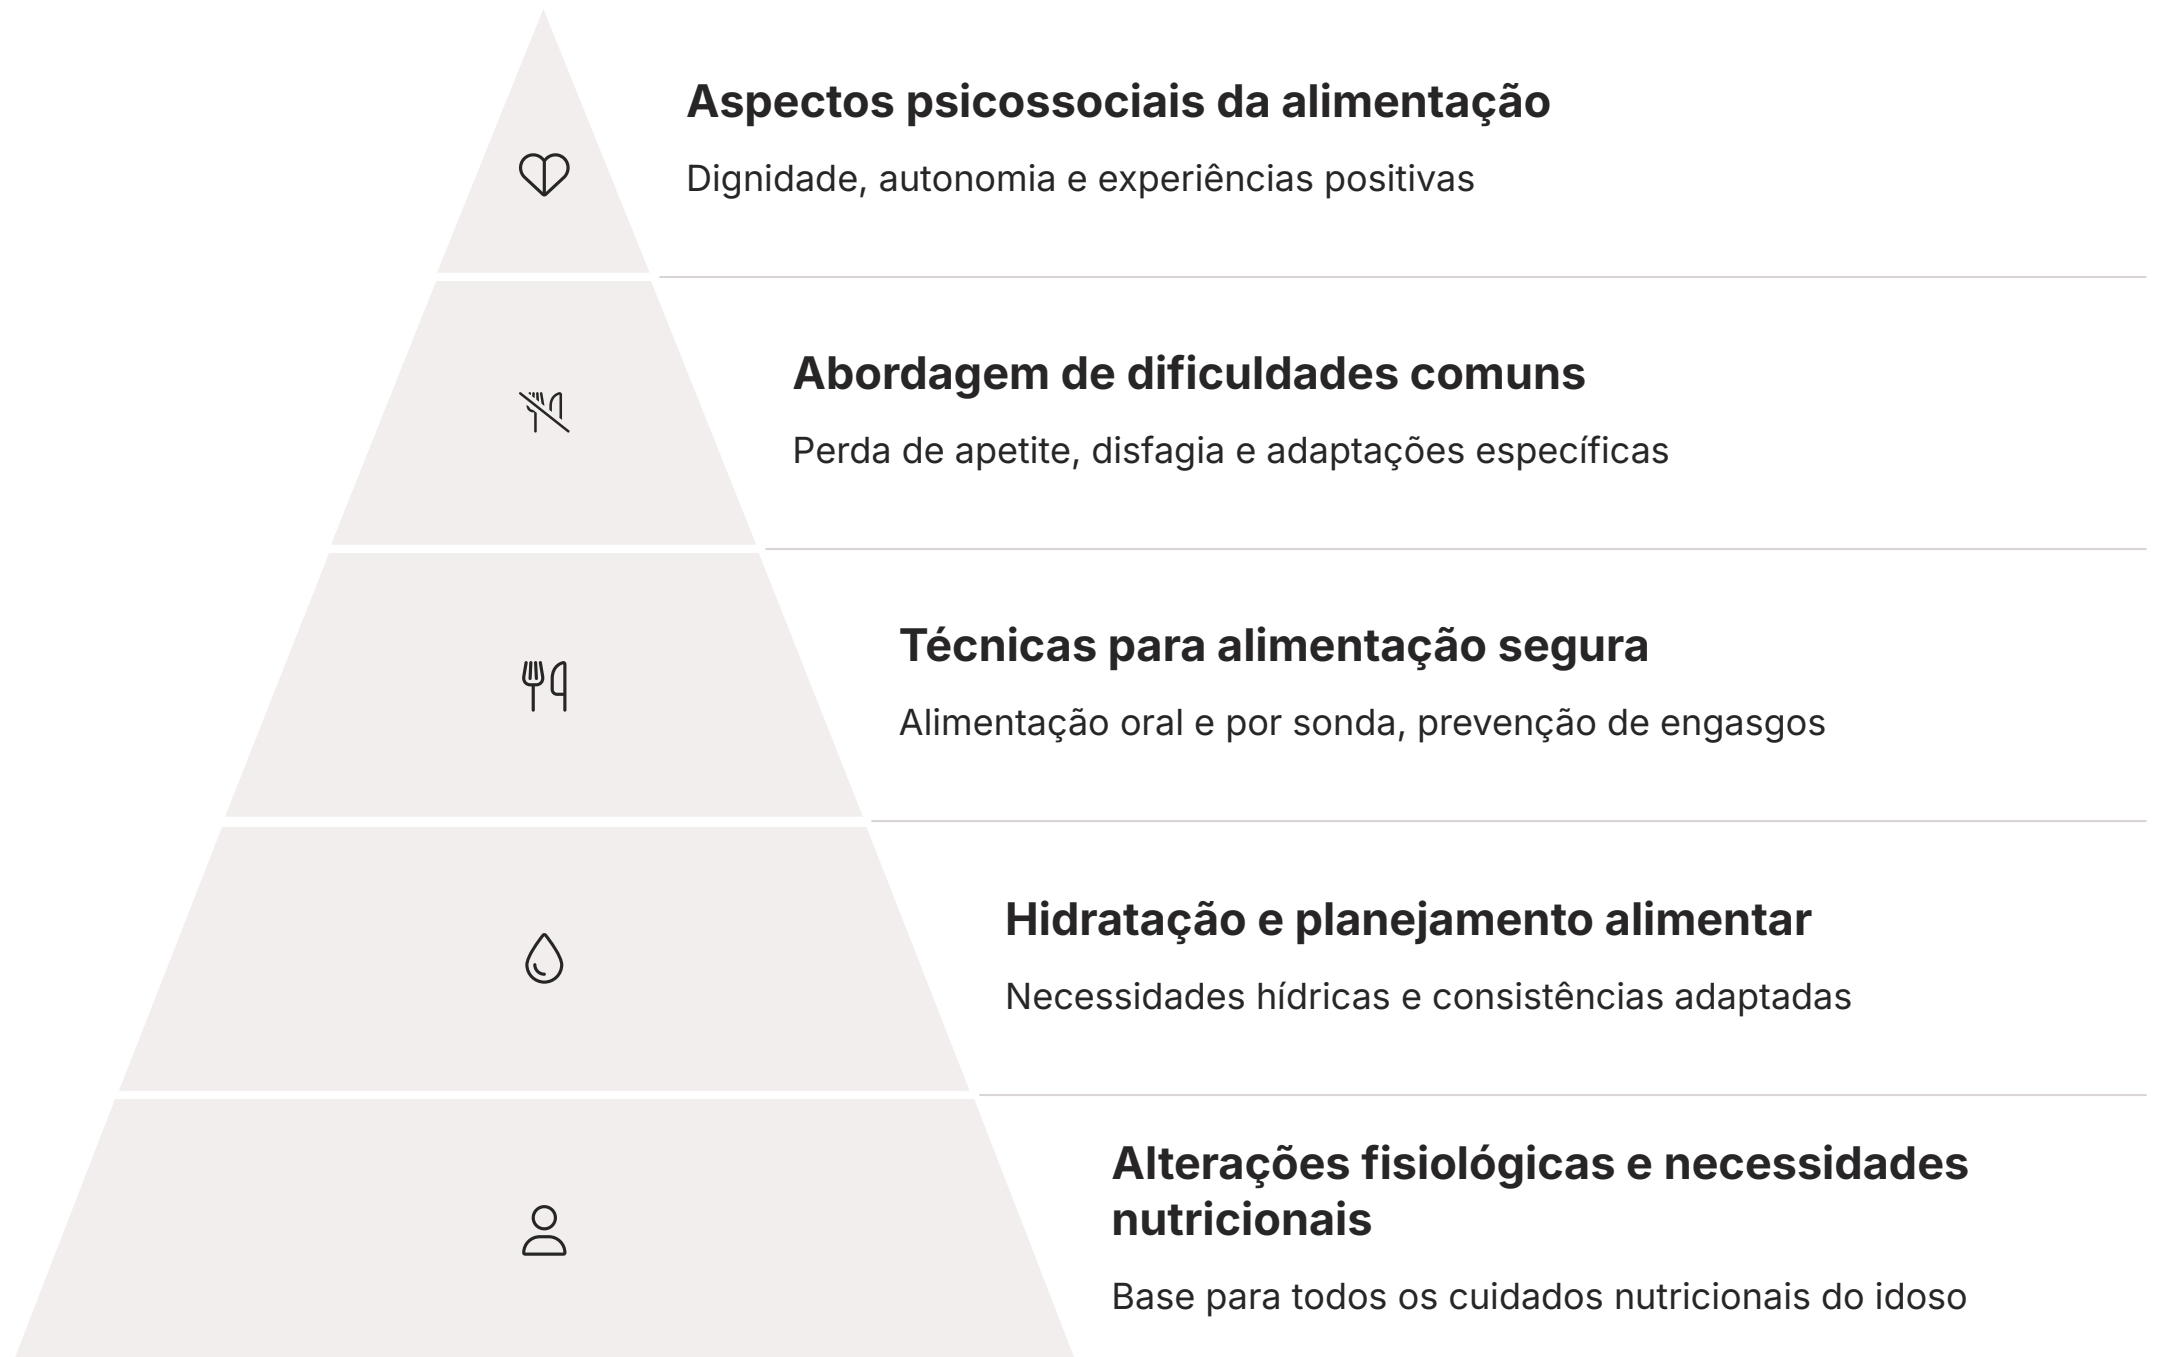 Aspectos psicossociais da alimentação
Dignidade, autonomia e experiências positivas
Abordagem de dificuldades comuns
Perda de apetite, disfagia e adaptações específicas
Técnicas para alimentação segura
Alimentação oral e por sonda, prevenção de engasgos
Hidratação e planejamento alimentar
Necessidades hídricas e consistências adaptadas
Alterações fisiológicas e necessidades
nutricionais
Base para todos os cuidados nutricionais do idoso